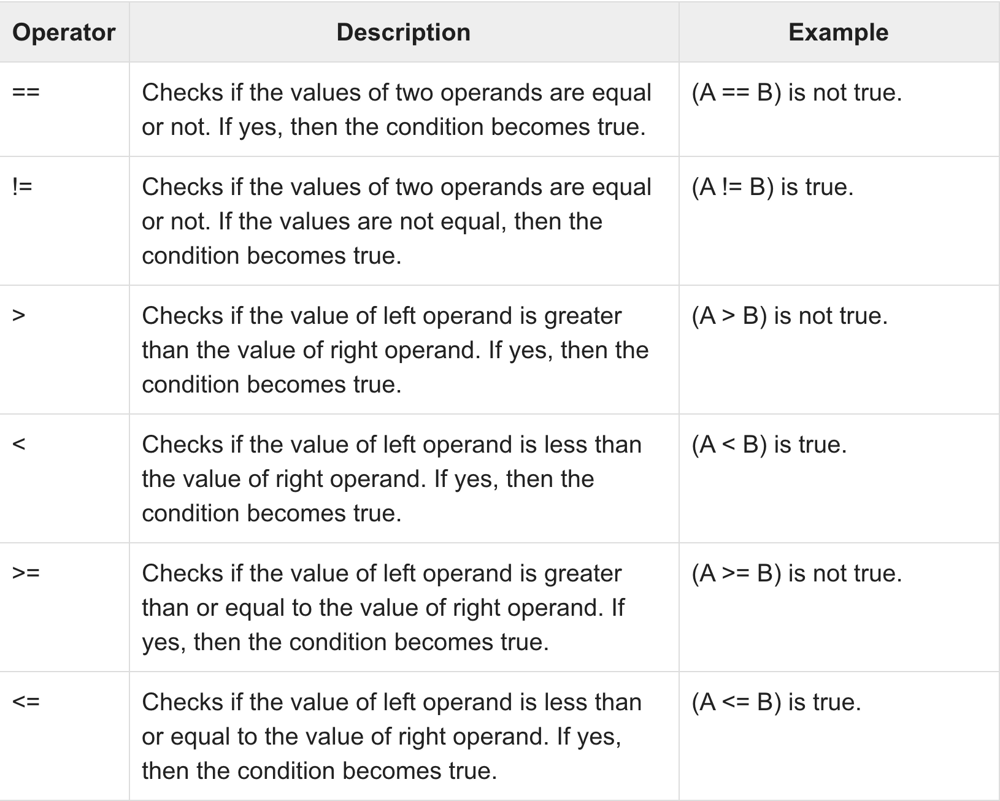 Operator Description Example
== Checks if the values of two operands are equal (A == B) is not true.
or not. If yes, then the condition becomes true.
!= Checks if the values of two operands are equal (A != B) is true.
or not. If the values are not equal, then the
condition becomes true.
> Checks if the value of left operand is greater (A > B) is not true.
than the value of right operand. If yes, then the
condition becomes true.
< Checks if the value of left operand is less than (A < B) is true.
the value of right operand. If yes, then the
condition becomes true.
>= Checks if the value of left operand is greater (A >= B) is not true.
than or equal to the value of right operand. If
yes, then the condition becomes true.
<= Checks if the value of left operand is less than (A <= B) is true.
or equal to the value of right operand. If yes,
then the condition becomes true.